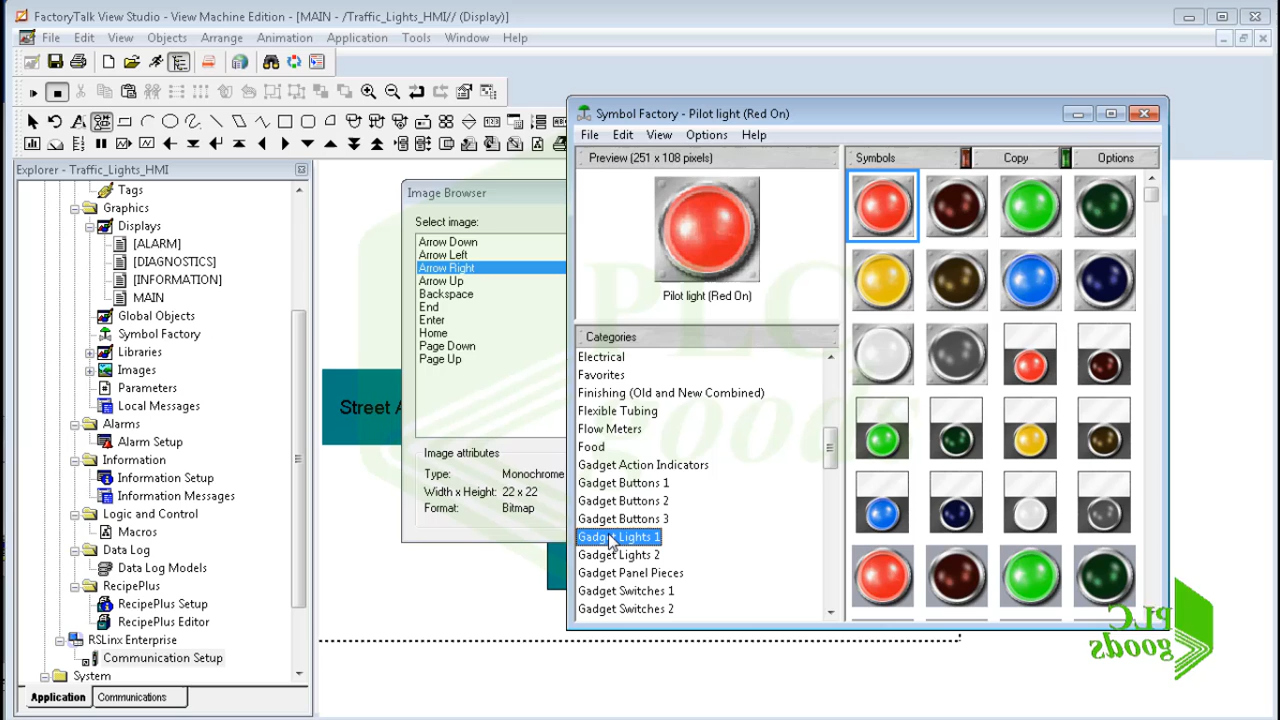 FactoryTalk View Studio - View Machine Edition - [MAIN - /Traffic_Lights_HMI// (Display)]
File Edit View Objects Arrange Animation Application Tools Window Help
Explorer - Traffic_Lights_HMI
Tags
Graphics
Displays
[ALARM]
[DIAGNOSTICS]
[INFORMATION]
MAIN
Global Objects
Symbol Factory
Libraries
Images
Parameters
Local Messages
Alarms
Alarm Setup
Information
Information Setup
Information Messages
Logic and Control
Macros
Data Log
Data Log Models
RecipePlus
RecipePlus Setup
RecipePlus Editor
RSLinx Enterprise
Communication Setup
System
Application Communications
Street A
Image Browser
Select image:
Arrow Down
Arrow Left
Arrow Right
Arrow Up
Backspace
End
Enter
Home
Page Down
Page Up
Image attributes
Type: Monochrome
Width x Height: 22 x 22
Format: Bitmap
Symbol Factory - Pilot light (Red On)
File Edit View Options Help
Preview (251 x 108 pixels)
Pilot light (Red On)
Categories
Electrical
Favorites
Finishing (Old and New Combined)
Flexible Tubing
Flow Meters
Food
Gadget Action Indicators
Gadget Buttons 1
Gadget Buttons 2
Gadget Buttons 3
Gadget Lights 1
Gadget Lights 2
Gadget Panel Pieces
Gadget Switches 1
Gadget Switches 2
Symbols Copy Options
PLC
goods
PLC
goods